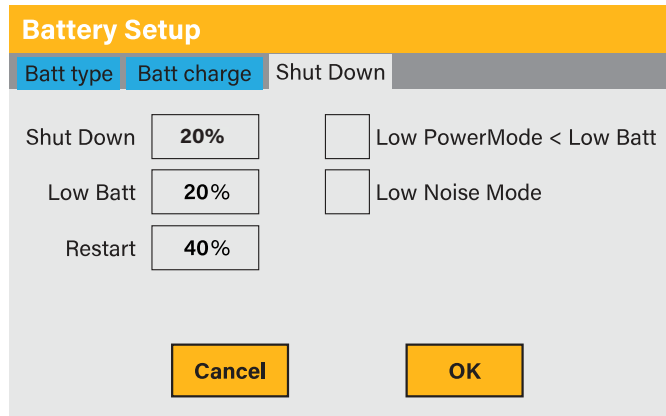 Battery Setup
Batt type Batt charge Shut Down
Shut Down 20% Low PowerMode < Low Batt
Low Batt 20% Low Noise Mode
Restart 40%
Cancel OK